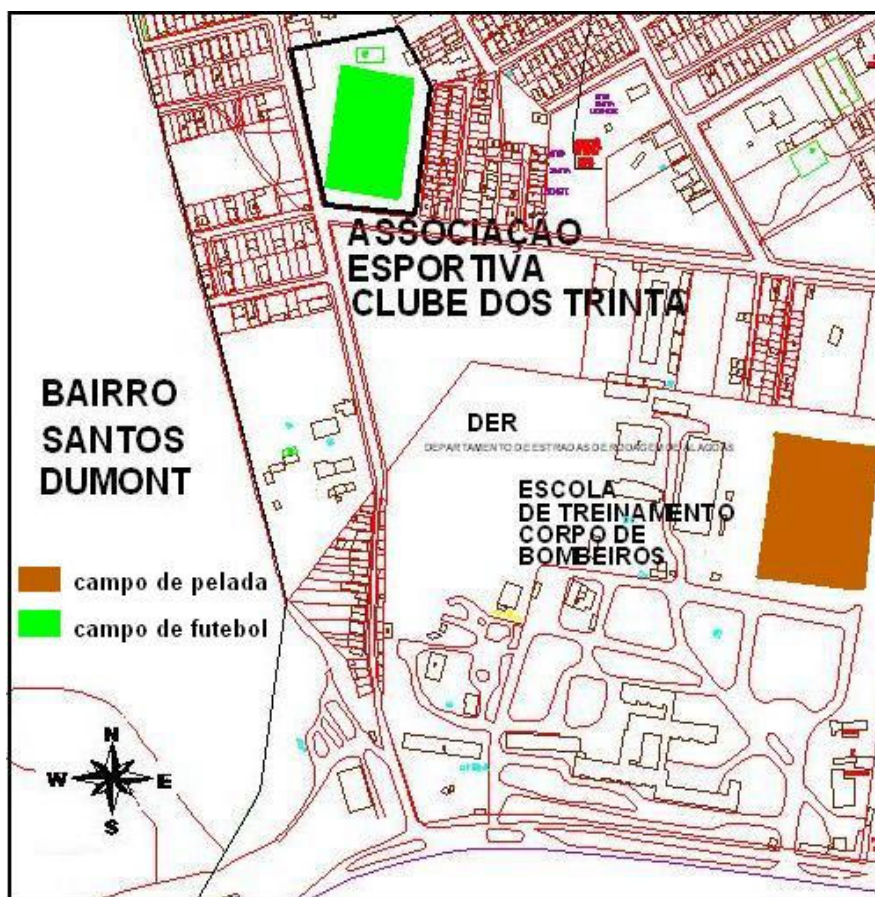 ASSOCIAÇÃO
ESPORTIVA
CLUBE DOS TRINTA
BAIRRO
SANTOS
DUMONT
DER
DEPARTAMENTO DE ESTRADAS DE RODAGEM DE ALAGOAS
ESCOLA
DE TREINAMENTO
CORPO DE
BOMBEIROS
campo de pelada
campo de futebol
N
W E
S